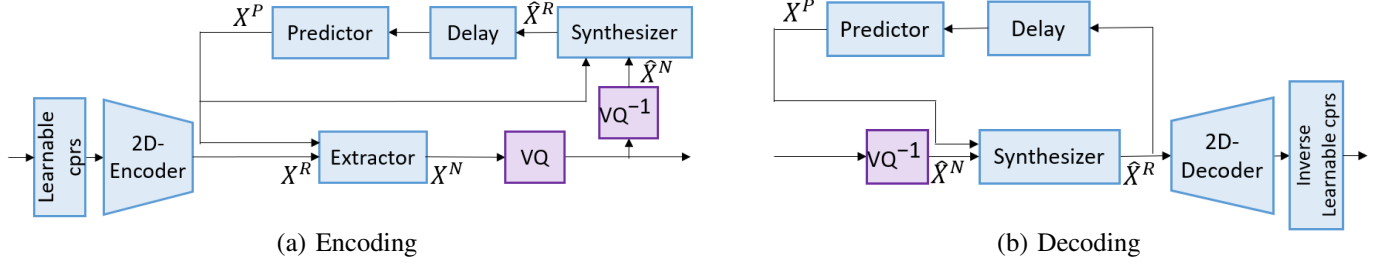 X^P
Predictor
Delay
X̂^R
Synthesizer
X̂^N
VQ⁻¹
Learnable
cprs
2D-
Encoder
X^R
Extractor
X^N
VQ
(a) Encoding
X^P
Predictor
Delay
VQ⁻¹
X̂^N
Synthesizer
X̂^R
2D-
Decoder
Inverse
Learnable cprs
(b) Decoding